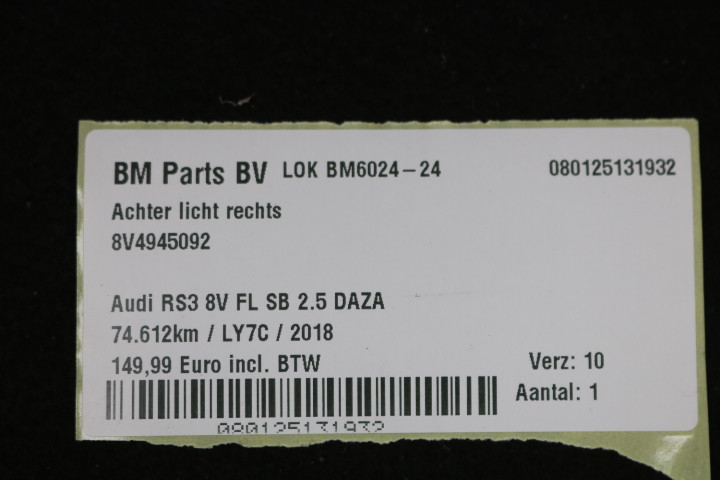 BM Parts BV LOK BM6024-24 080125131932
Achter licht rechts
8V4945092
Audi RS3 8V FL SB 2.5 DAZA
74.612km / LY7C / 2018
149,99 Euro incl. BTW Verz: 10
Aantal: 1
080125131932